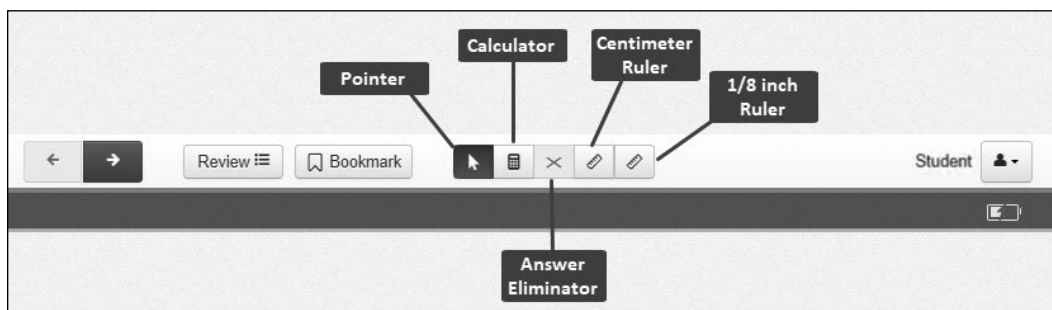 Calculator
Centimeter
Ruler
Pointer
1/8 inch
Ruler
Review
Bookmark
Student
Answer
Eliminator